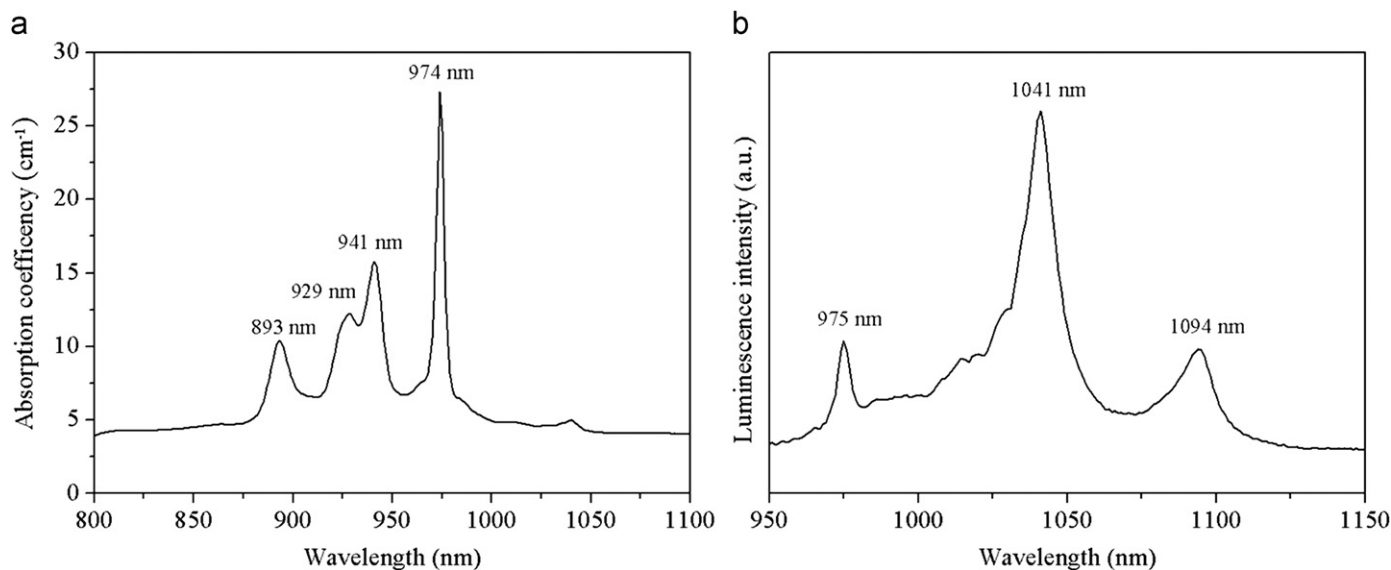 a
30
25
20
15
10
5
0
Absorption coefficency (cm⁻¹)
893 nm
929 nm
941 nm
974 nm
800 850 900 950 1000 1050 1100
Wavelength (nm)
b
Luminescence intensity (a.u.)
975 nm
1041 nm
1094 nm
950 1000 1050 1100 1150
Wavelength (nm)